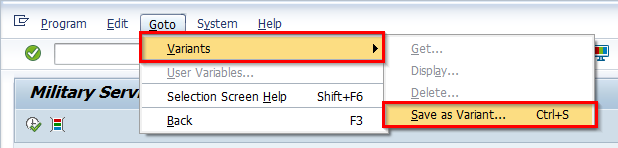 Program Edit Goto System Help
Variants
Get...
User Variables...
Display...
Delete...
Military Servi
Selection Screen Help Shift+F6
Save as Variant... Ctrl+S
Back F3